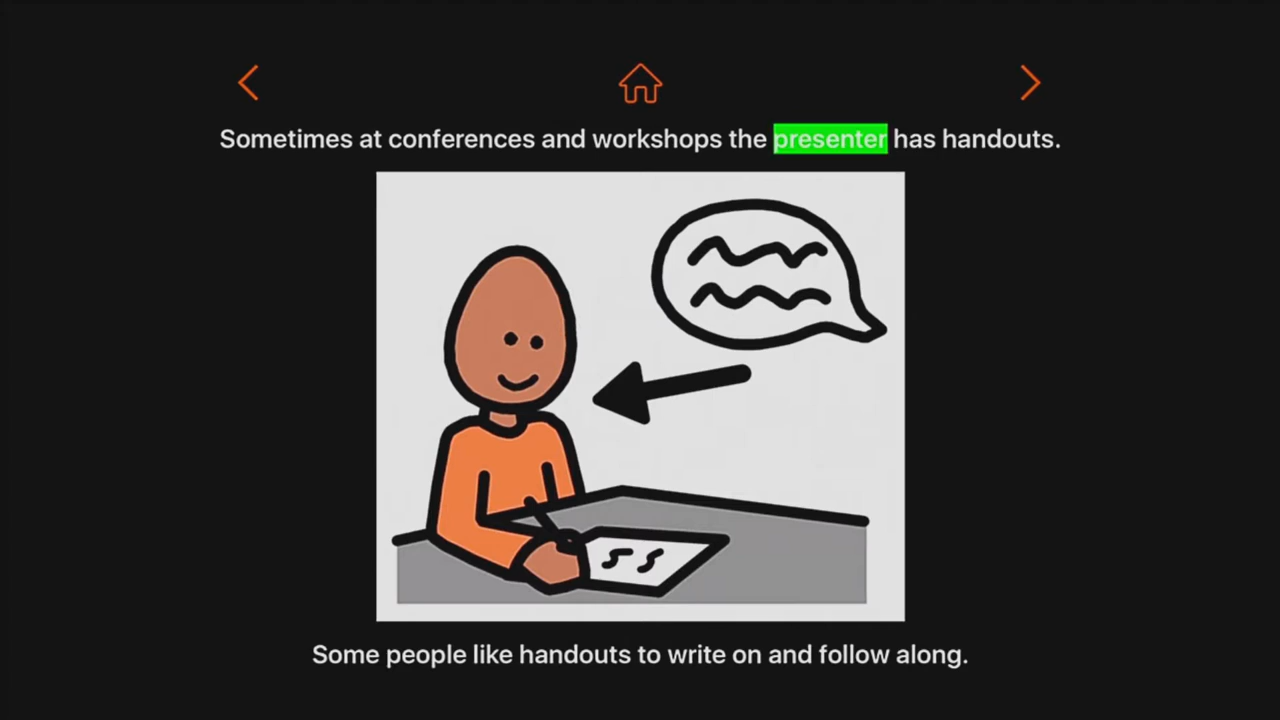 Sometimes at conferences and workshops the presenter has handouts.
Some people like handouts to write on and follow along.